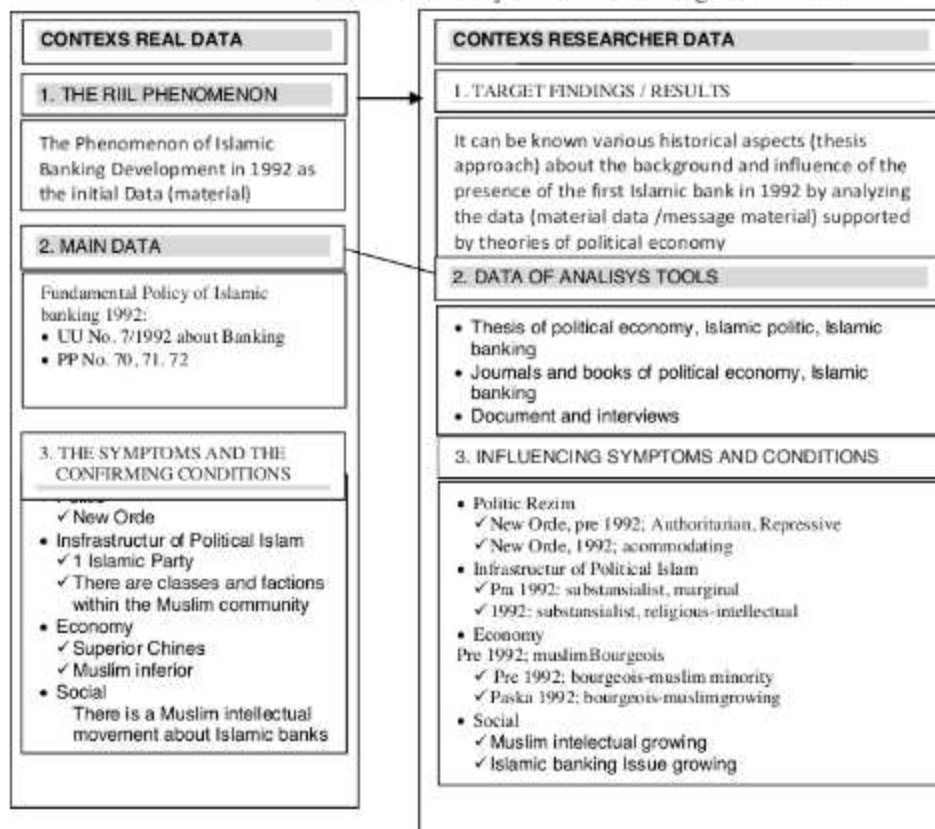 CONTEXS REAL DATA
1. THE RIIL PHENOMENON
The Phenomenon of Islamic
Banking Development in 1992 as
the initial Data (material)
2. MAIN DATA
Fundamental Policy of Islamic
banking 1992:
• UU No. 7/1992 about Banking
• PP No. 70, 71. 72
3. THE SYMPTOMS AND THE
CONFIRMING CONDITIONS
✓ New Orde
• Insfrastructur of Political Islam
✓ 1 Islamic Party
✓ There are classes and factions
within the Muslim community
• Economy
✓ Superior Chines
✓ Muslim inferior
• Social
There is a Muslim intellectual
movement about Islamic banks
CONTEXS RESEARCHER DATA
1. TARGET FINDINGS / RESULTS
It can be known various historical aspects (thesis
approach) about the background and influence of the
presence of the first Islamic bank in 1992 by analyzing
the data (material data /message material) supported
by theories of political economy
2. DATA OF ANALISYS TOOLS
• Thesis of political economy, Islamic politic, Islamic
banking
• Journals and books of political economy, Islamic
banking
• Document and interviews
3. INFLUENCING SYMPTOMS AND CONDITIONS
• Politic Rezim
✓ New Orde, pre 1992; Authoritarian, Repressive
✓ New Orde, 1992; acommodating
• Infrastructur of Political Islam
✓ Pra 1992: substansialist, marginal
✓ 1992: substansialist, religious-intellectual
• Economy
Pre 1992; muslimBourgeois
✓ Pre 1992; bourgeois-muslim minority
✓ Paska 1992; bourgeois-muslimgrowing
• Social
✓ Muslim intelectual growing
✓ Islamic banking Issue growing